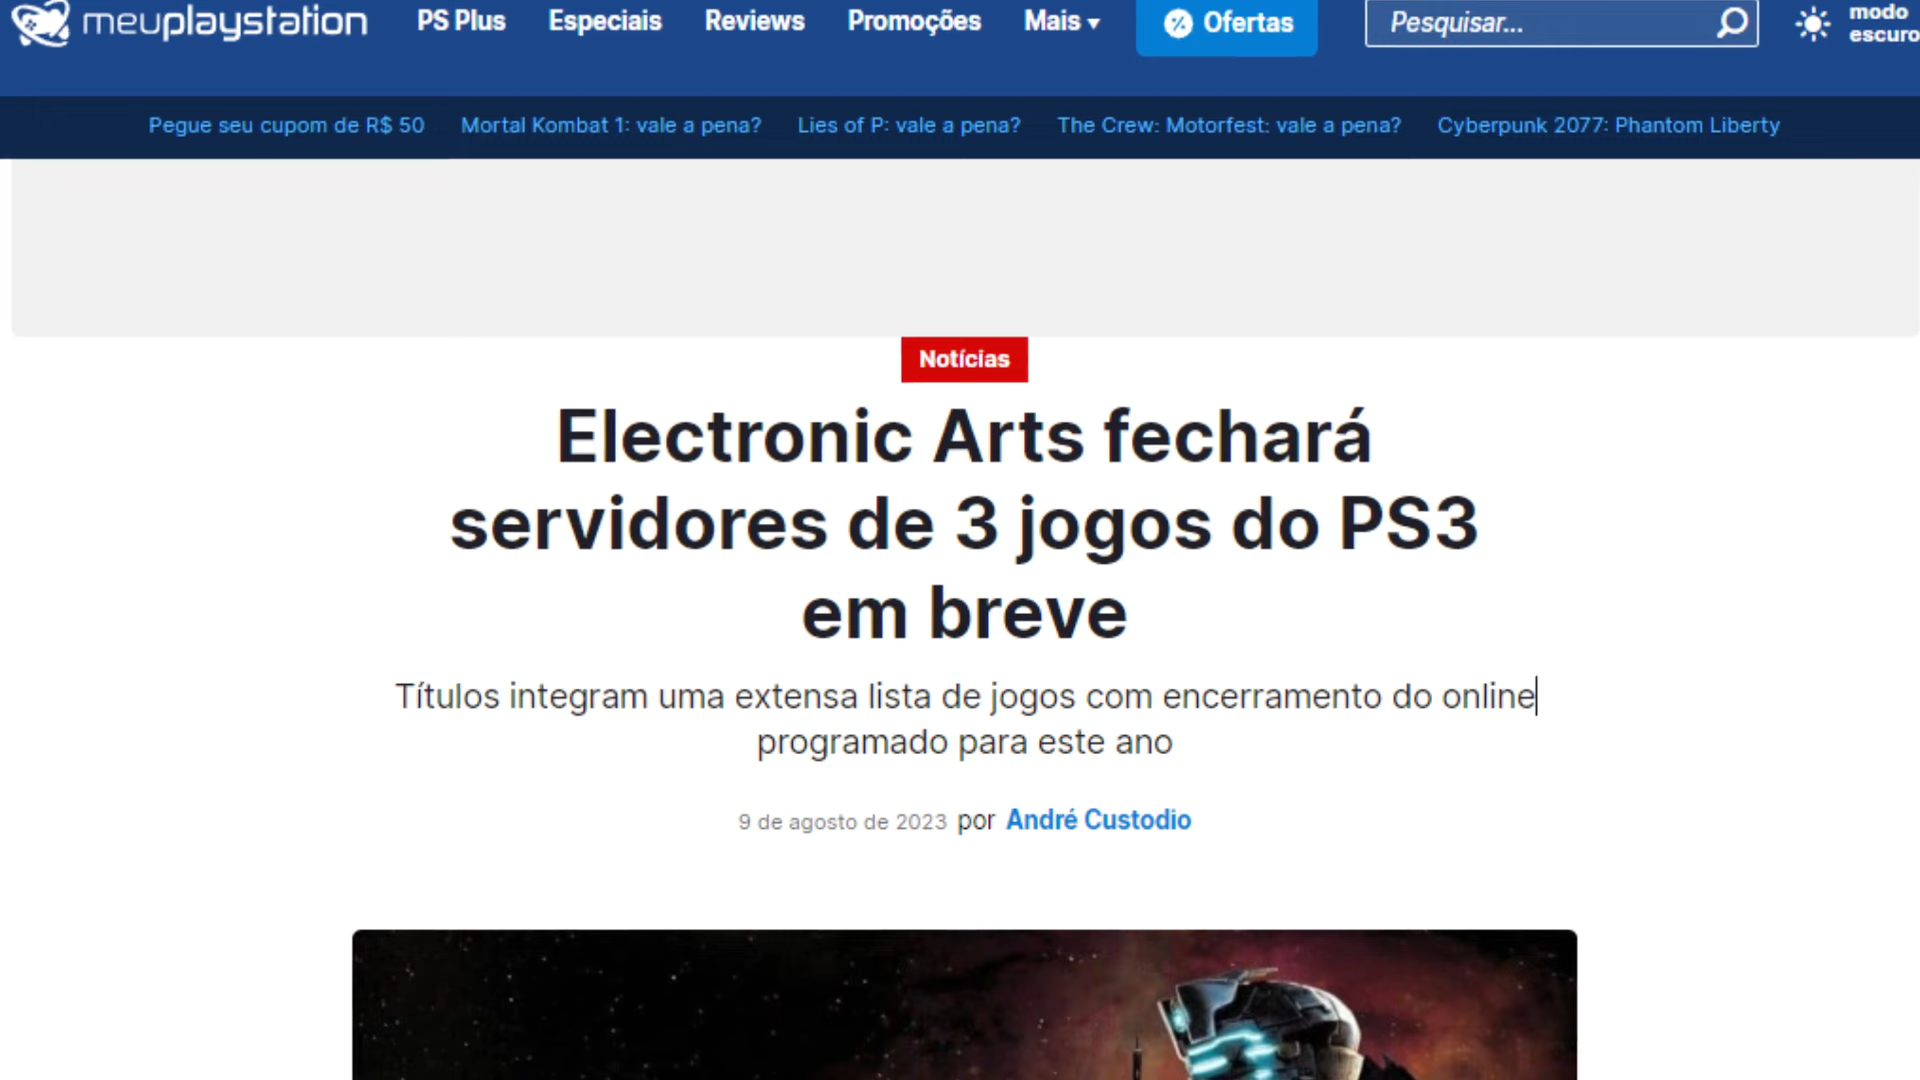 meuplaystation PS Plus Especiais Reviews Promoções Mais Ofertas Pesquisar... modo
escuro
Pegue seu cupom de R$ 50 Mortal Kombat 1: vale a pena? Lies of P: vale a pena? The Crew: Motorfest: vale a pena? Cyberpunk 2077: Phantom Liberty
Notícias
Electronic Arts fechará
servidores de 3 jogos do PS3
em breve
Títulos integram uma extensa lista de jogos com encerramento do online
programado para este ano
9 de agosto de 2023 por André Custodio